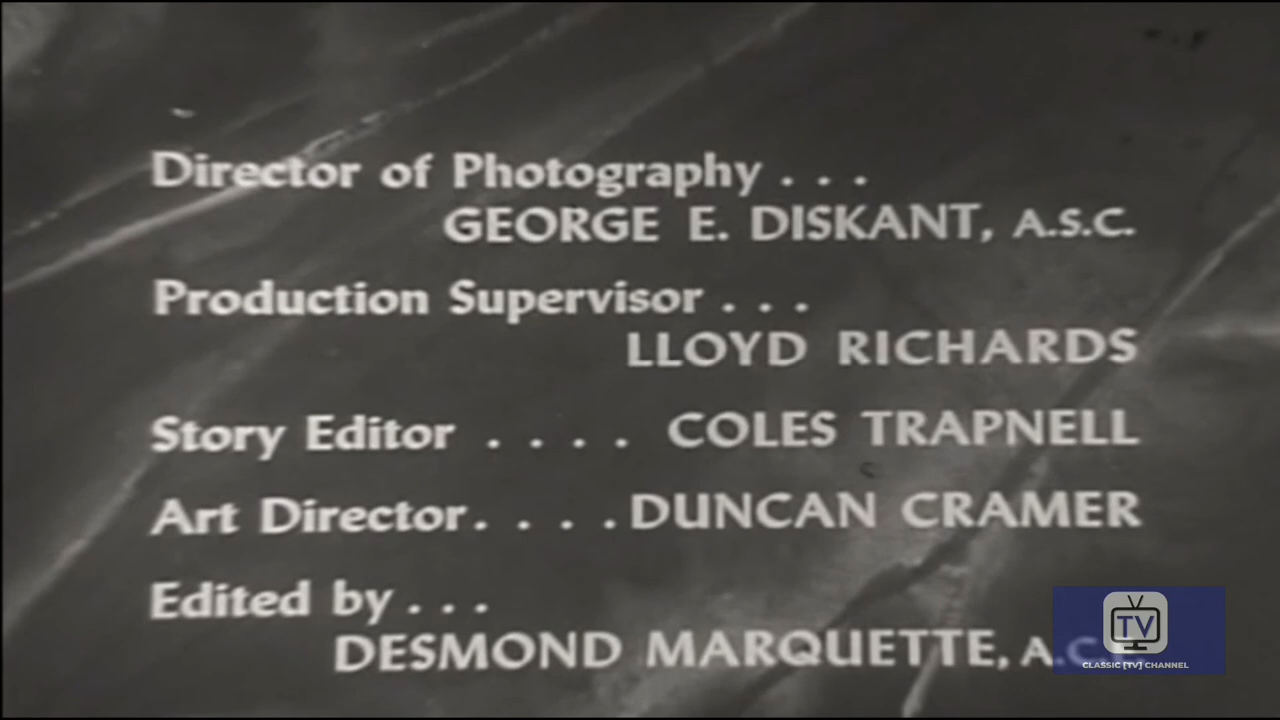 Director of Photography . . .
GEORGE E. DISKANT, A.S.C.
Production Supervisor . . .
LLOYD RICHARDS
Story Editor . . . . COLES TRAPNELL
Art Director. . . . . DUNCAN CRAMER
Edited by . . .
DESMOND MARQUETTE, A.C.
TV
CLASSIC [TV] CHANNEL